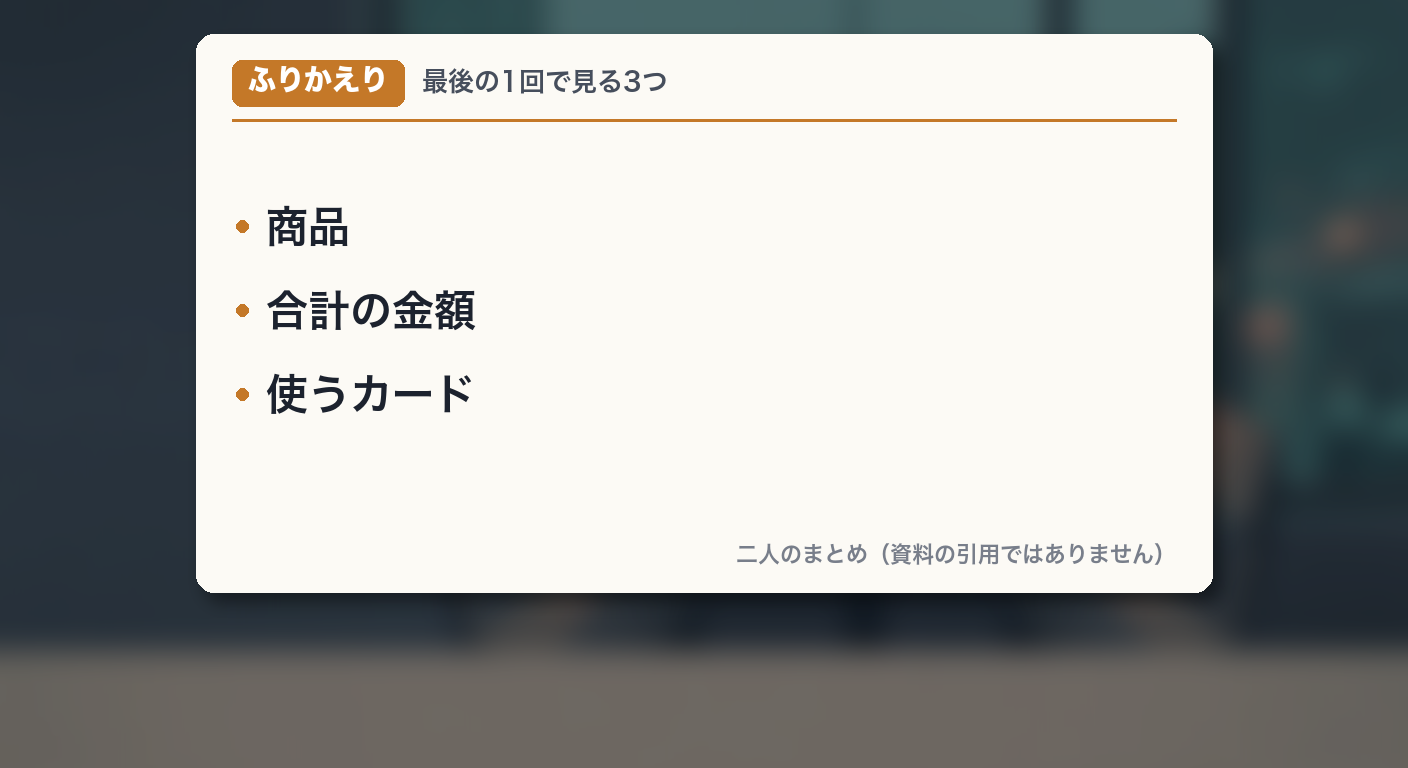 ふりかえり 最後の1回で見る3つ
• 商品
• 合計の金額
• 使うカード
二人のまとめ（資料の引用ではありません）